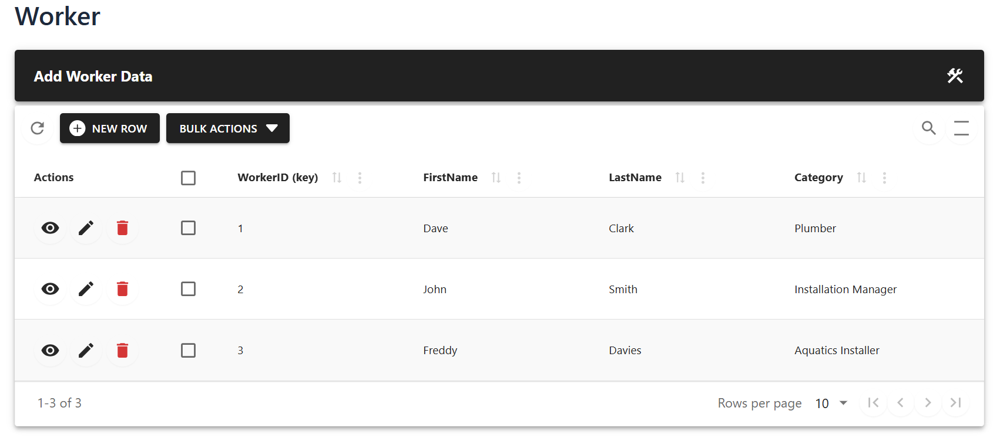 Worker
Add Worker Data
NEW ROW BULK ACTIONS
Actions WorkerID (key) FirstName LastName Category
1 Dave Clark Plumber
2 John Smith Installation Manager
3 Freddy Davies Aquatics Installer
1-3 of 3 Rows per page 10